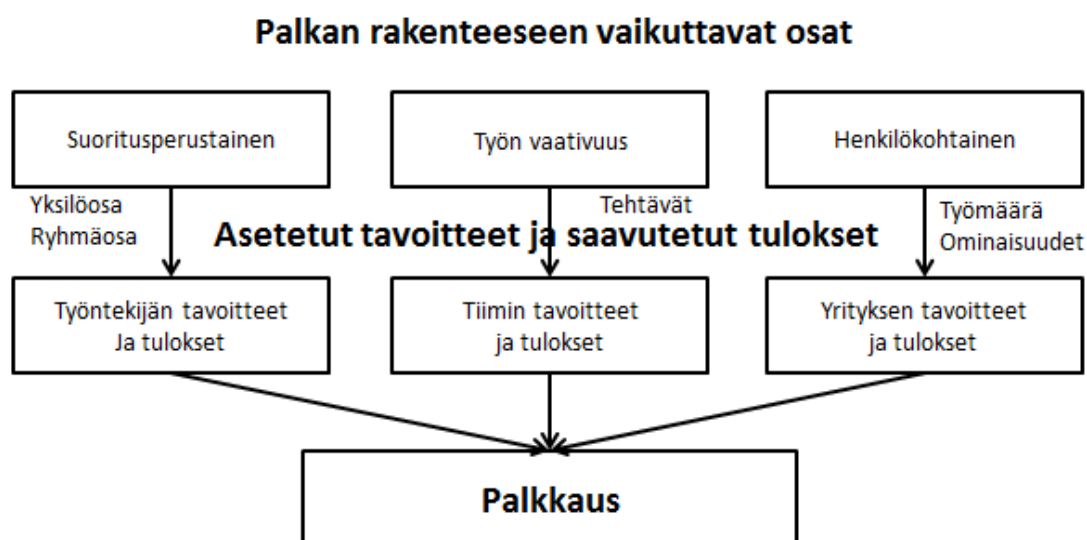 Palkan rakenteeseen vaikuttavat osat
Suoritusperustainen
Työn vaativuus
Henkilökohtainen
Yksilöosa
Ryhmäosa
Tehtävät
Työmäärä
Ominaisuudet
Asetetut tavoitteet ja saavutetut tulokset
Työntekijän tavoitteet
Ja tulokset
Tiimin tavoitteet
ja tulokset
Yrityksen tavoitteet
ja tulokset
Palkkaus